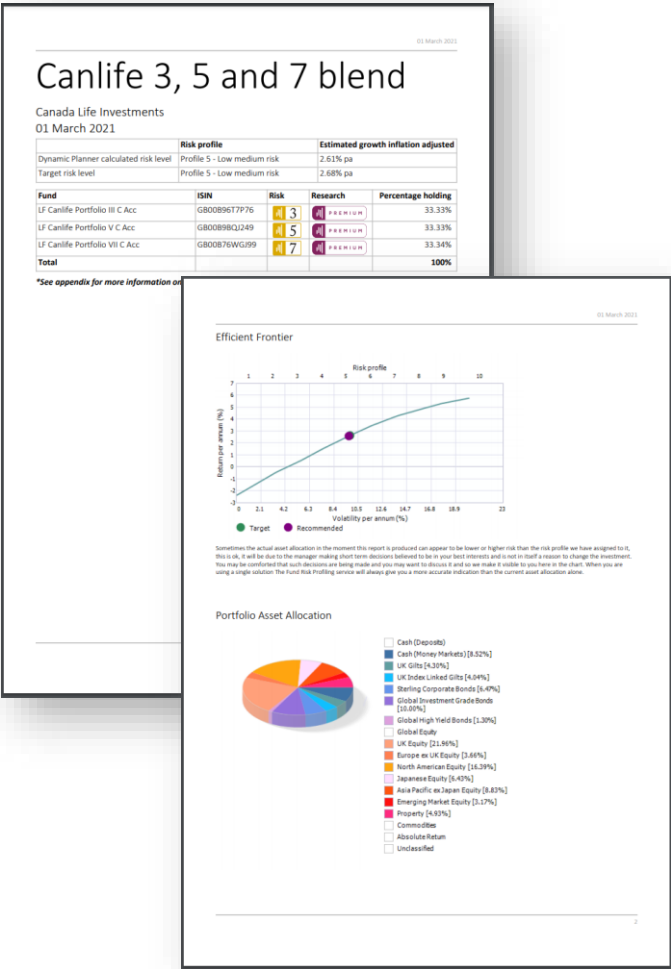 01 March 2021
Canlife 3, 5 and 7 blend
Canada Life Investments
01 March 2021
Risk profile Estimated growth inflation adjusted
Dynamic Planner calculated risk level Profile 5 - Low medium risk 2.61% pa
Target risk level Profile 5 - Low medium risk 2.68% pa
Fund ISIN Risk Research Percentage holding
LF Canlife Portfolio III C Acc GB00B96T7P76 3 PREMIUM 33.33%
LF Canlife Portfolio V C Acc GB00B9BQJ249 5 PREMIUM 33.33%
LF Canlife Portfolio VII C Acc GB00B76WGJ99 7 PREMIUM 33.34%
Total 100%
*See appendix for more information on
01 March 2021
Efficient Frontier
Risk profile
1 2 3 4 5 6 7 8 9 10
Return per annum (%)
7
6
5
4
3
2
1
0
-1
-2
-3
0 2.1 4.2 6.3 8.4 10.5 12.6 14.7 16.8 18.9 23
Volatility per annum (%)
Target Recommended
Sometimes the actual asset allocation in the moment this report is produced can appear to be lower or higher risk than the risk profile we have assigned to it,
this is ok, it will be due to the manager making short term decisions believed to be in your best interests and is not in itself a reason to change the investment.
You may be comforted that such decisions are being made and you may want to discuss it and so we make it visible to you here in the chart. When you are
using a single solution The Fund Risk Profiling service will always give you a more accurate indication than the current asset allocation alone.
Portfolio Asset Allocation
Cash (Deposits)
Cash (Money Markets) [8.52%]
UK Gilts [4.30%]
UK Index Linked Gilts [4.04%]
Sterling Corporate Bonds [6.47%]
Global Investment Grade Bonds
[10.00%]
Global High Yield Bonds [1.30%]
Global Equity
UK Equity [21.96%]
Europe ex UK Equity [3.66%]
North American Equity [16.39%]
Japanese Equity [6.43%]
Asia Pacific ex Japan Equity [8.83%]
Emerging Market Equity [3.17%]
Property [4.93%]
Commodities
Absolute Return
Unclassified
2